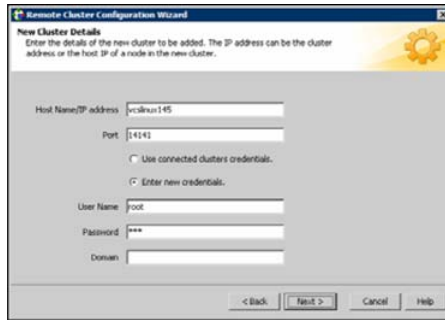 Remote Cluster Configuration Wizard
New Cluster Details
Enter the details of the new cluster to be added. The IP address can be the cluster
address or the host IP of a node in the new cluster.
Host Name/IP address vcslinux145
Port 14141
Use connected clusters credentials.
Enter new credentials.
User Name root
Password ***
Domain
< Back Next > Cancel Help